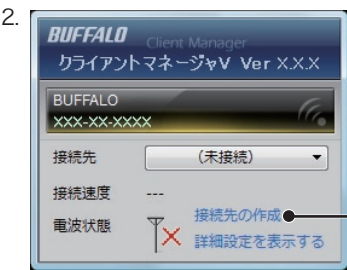 2.
BUFFALO Client Manager
クライアントマネージャV Ver X.X.X
BUFFALO
XXX-XX-XXXX
接続先 (未接続)
接続速度 ---
電波状態 接続先の作成
詳細設定を表示する